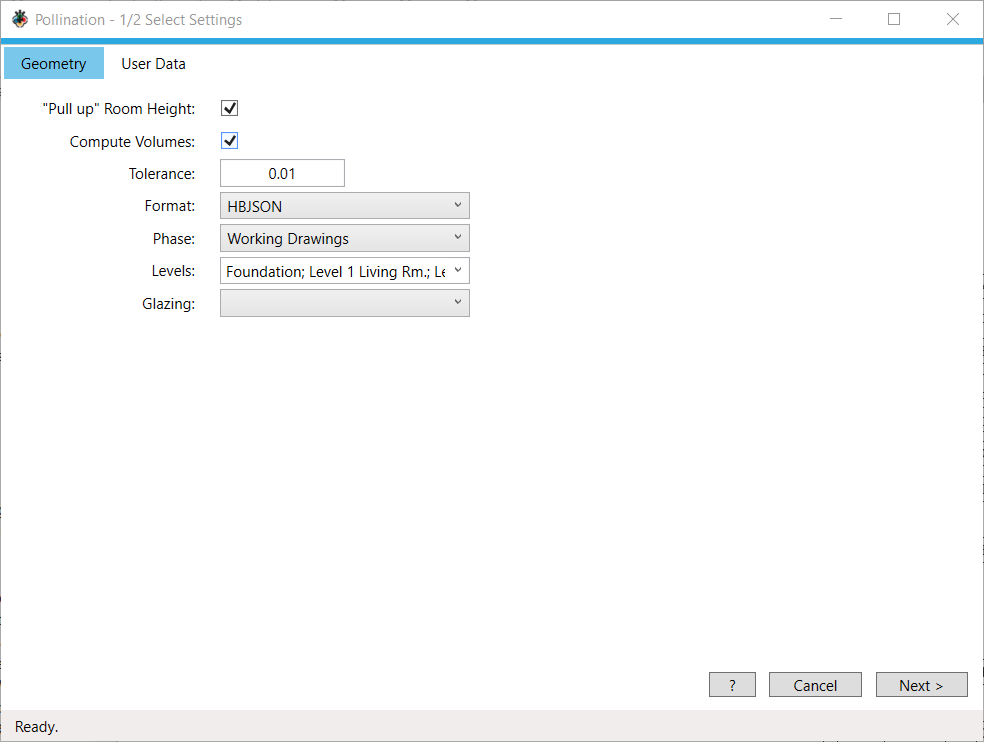 Pollination - 1/2 Select Settings
Geometry User Data
"Pull up" Room Height:
Compute Volumes:
Tolerance: 0.01
Format: HBJSON
Phase: Working Drawings
Levels: Foundation; Level 1 Living Rm.; Le
Glazing:
? Cancel Next >
Ready.